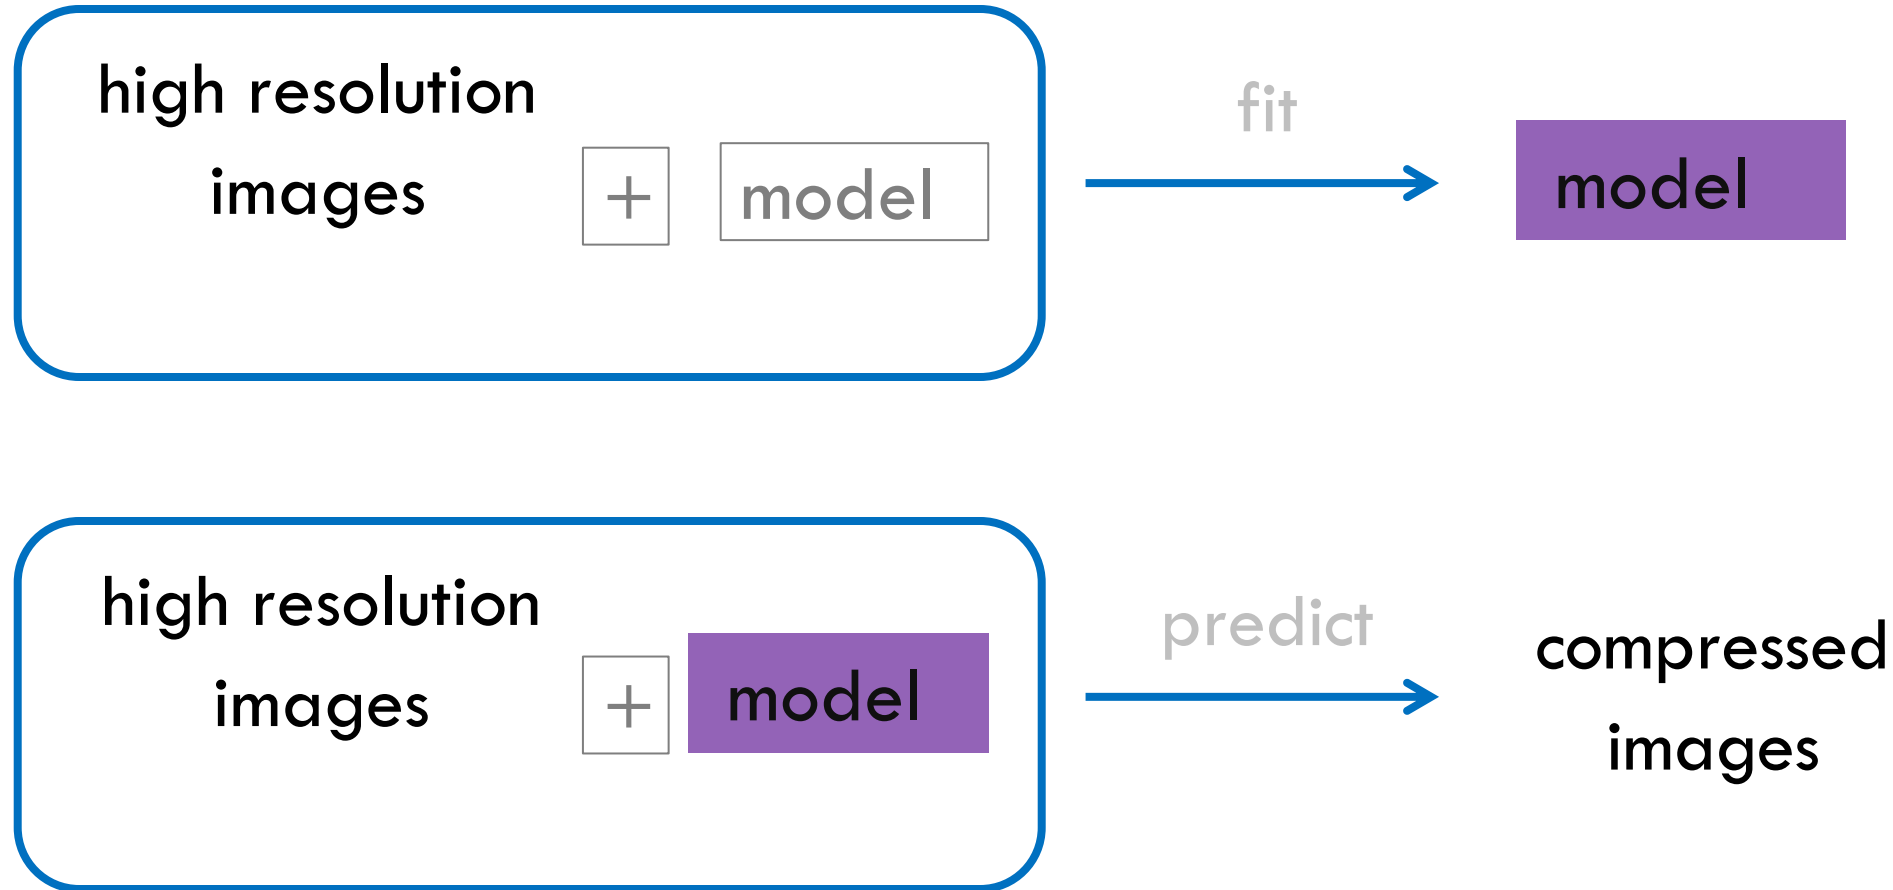 high resolution
images
+
model
fit
model
high resolution
images
+
model
predict
compressed
images